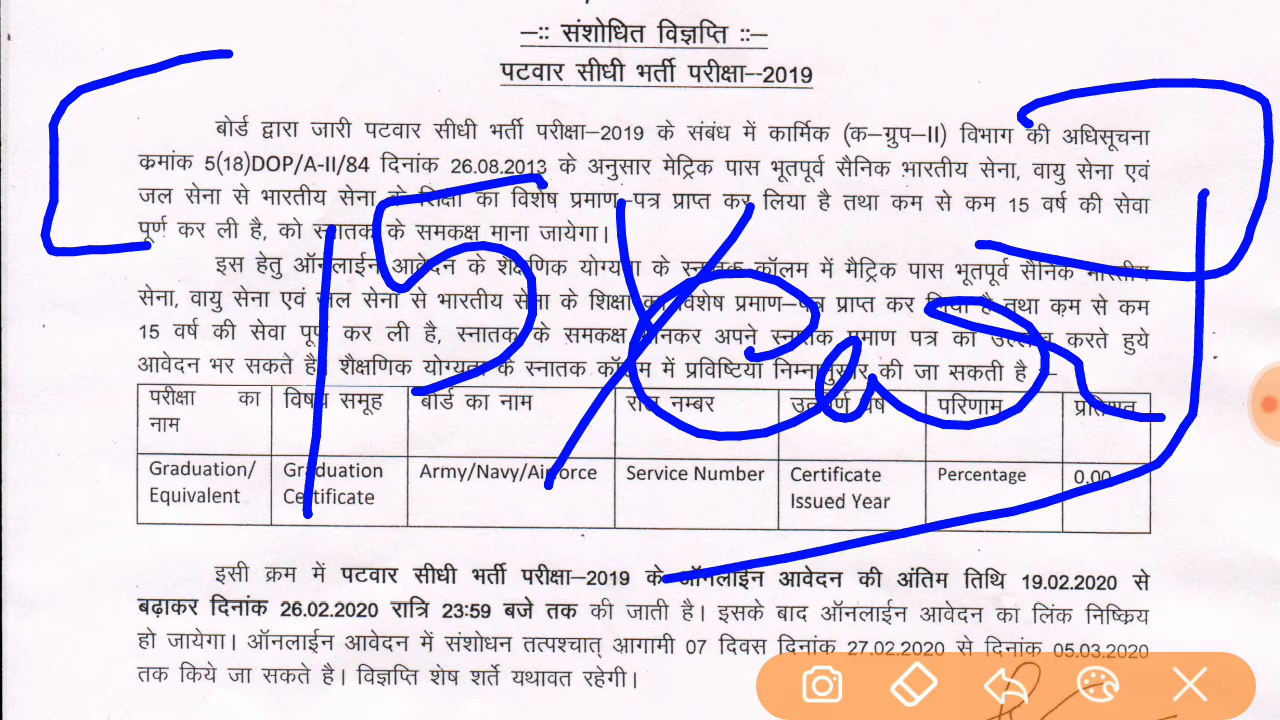 –:: संशोधित विज्ञप्ति ::–
पटवार सीधी भर्ती परीक्षा–2019
बोर्ड द्वारा जारी पटवार सीधी भर्ती परीक्षा–2019 के संबंध में कार्मिक (क–ग्रुप–II) विभाग की अधिसूचना
क्रमांक 5(18)DOP/A-II/84 दिनांक 26.08.2013 के अनुसार मेट्रिक पास भूतपूर्व सैनिक भारतीय सेना, वायु सेना एवं
जल सेना से भारतीय सेना के शिक्षा का विशेष प्रमाण–पत्र प्राप्त कर लिया है तथा कम से कम 15 वर्ष की सेवा
पूर्ण कर ली है, को स्नातक के समकक्ष माना जायेगा।
इस हेतु ऑनलाईन आवेदन के शैक्षणिक योग्यता के स्नातक कॉलम में मैट्रिक पास भूतपूर्व सैनिक भारतीय
सेना, वायु सेना एवं जल सेना से भारतीय सेना के शिक्षा का विशेष प्रमाण–पत्र प्राप्त कर लिया है तथा कम से कम
15 वर्ष की सेवा पूर्ण कर ली है, स्नातक के समकक्ष मानकर अपने स्नातक प्रमाण पत्र का उल्लेख करते हुये
आवेदन भर सकते है। शैक्षणिक योग्यता के स्नातक कॉलम में प्रविष्टिया निम्नानुसार की जा सकती है :–
परीक्षा का नाम विषय समूह बोर्ड का नाम रोल नम्बर उत्तीर्ण वर्ष परिणाम प्रतिशत
Graduation/ Equivalent Graduation Certificate Army/Navy/Airforce Service Number Certificate Issued Year Percentage 0.00
15 Year
इसी क्रम में पटवार सीधी भर्ती परीक्षा–2019 के ऑनलाईन आवेदन की अंतिम तिथि 19.02.2020 से
बढ़ाकर दिनांक 26.02.2020 रात्रि 23:59 बजे तक की जाती है। इसके बाद ऑनलाईन आवेदन का लिंक निष्क्रिय
हो जायेगा। ऑनलाईन आवेदन में संशोधन तत्पश्चात् आगामी 07 दिवस दिनांक 27.02.2020 से दिनांक 05.03.2020
तक किये जा सकते है। विज्ञप्ति शेष शर्ते यथावत रहेगी।